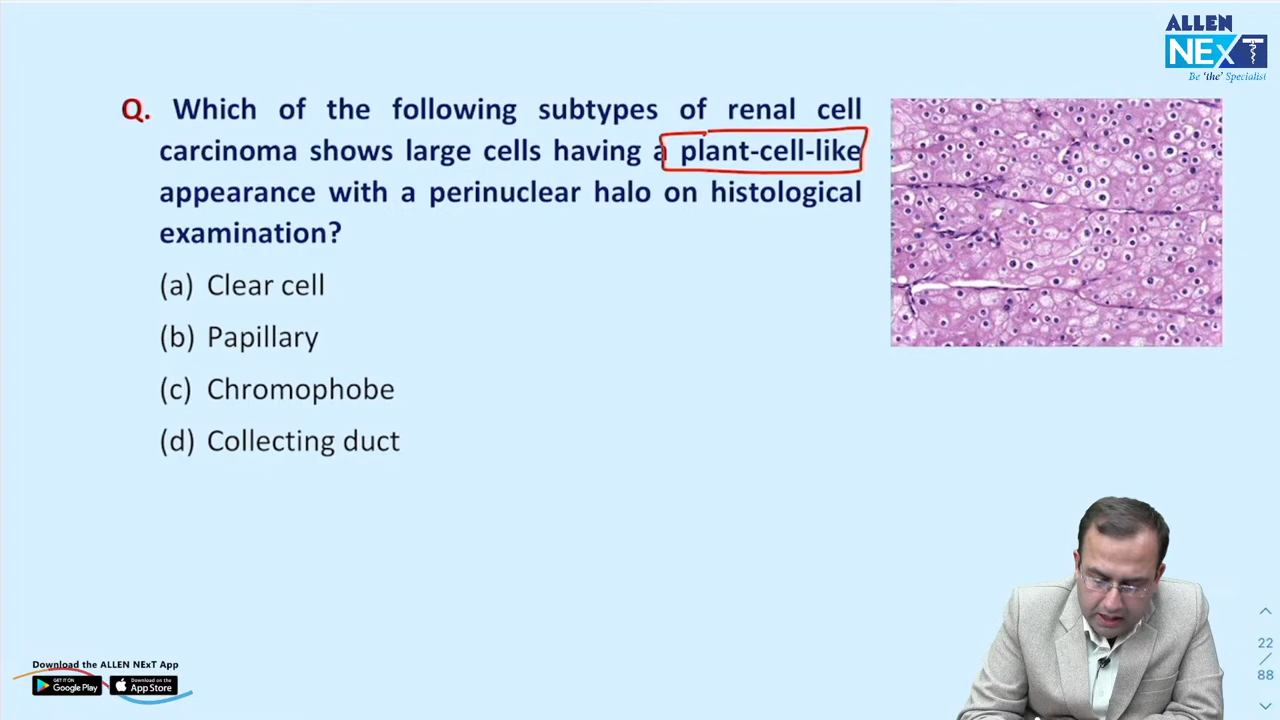 ALLEN
NExT
Be 'the' Specialist
Q. Which of the following subtypes of renal cell
carcinoma shows large cells having a plant-cell-like
appearance with a perinuclear halo on histological
examination?
(a) Clear cell
(b) Papillary
(c) Chromophobe
(d) Collecting duct
22
/
88
Download the ALLEN NExT App
GET IT ON
Google Play
Download on the
App Store